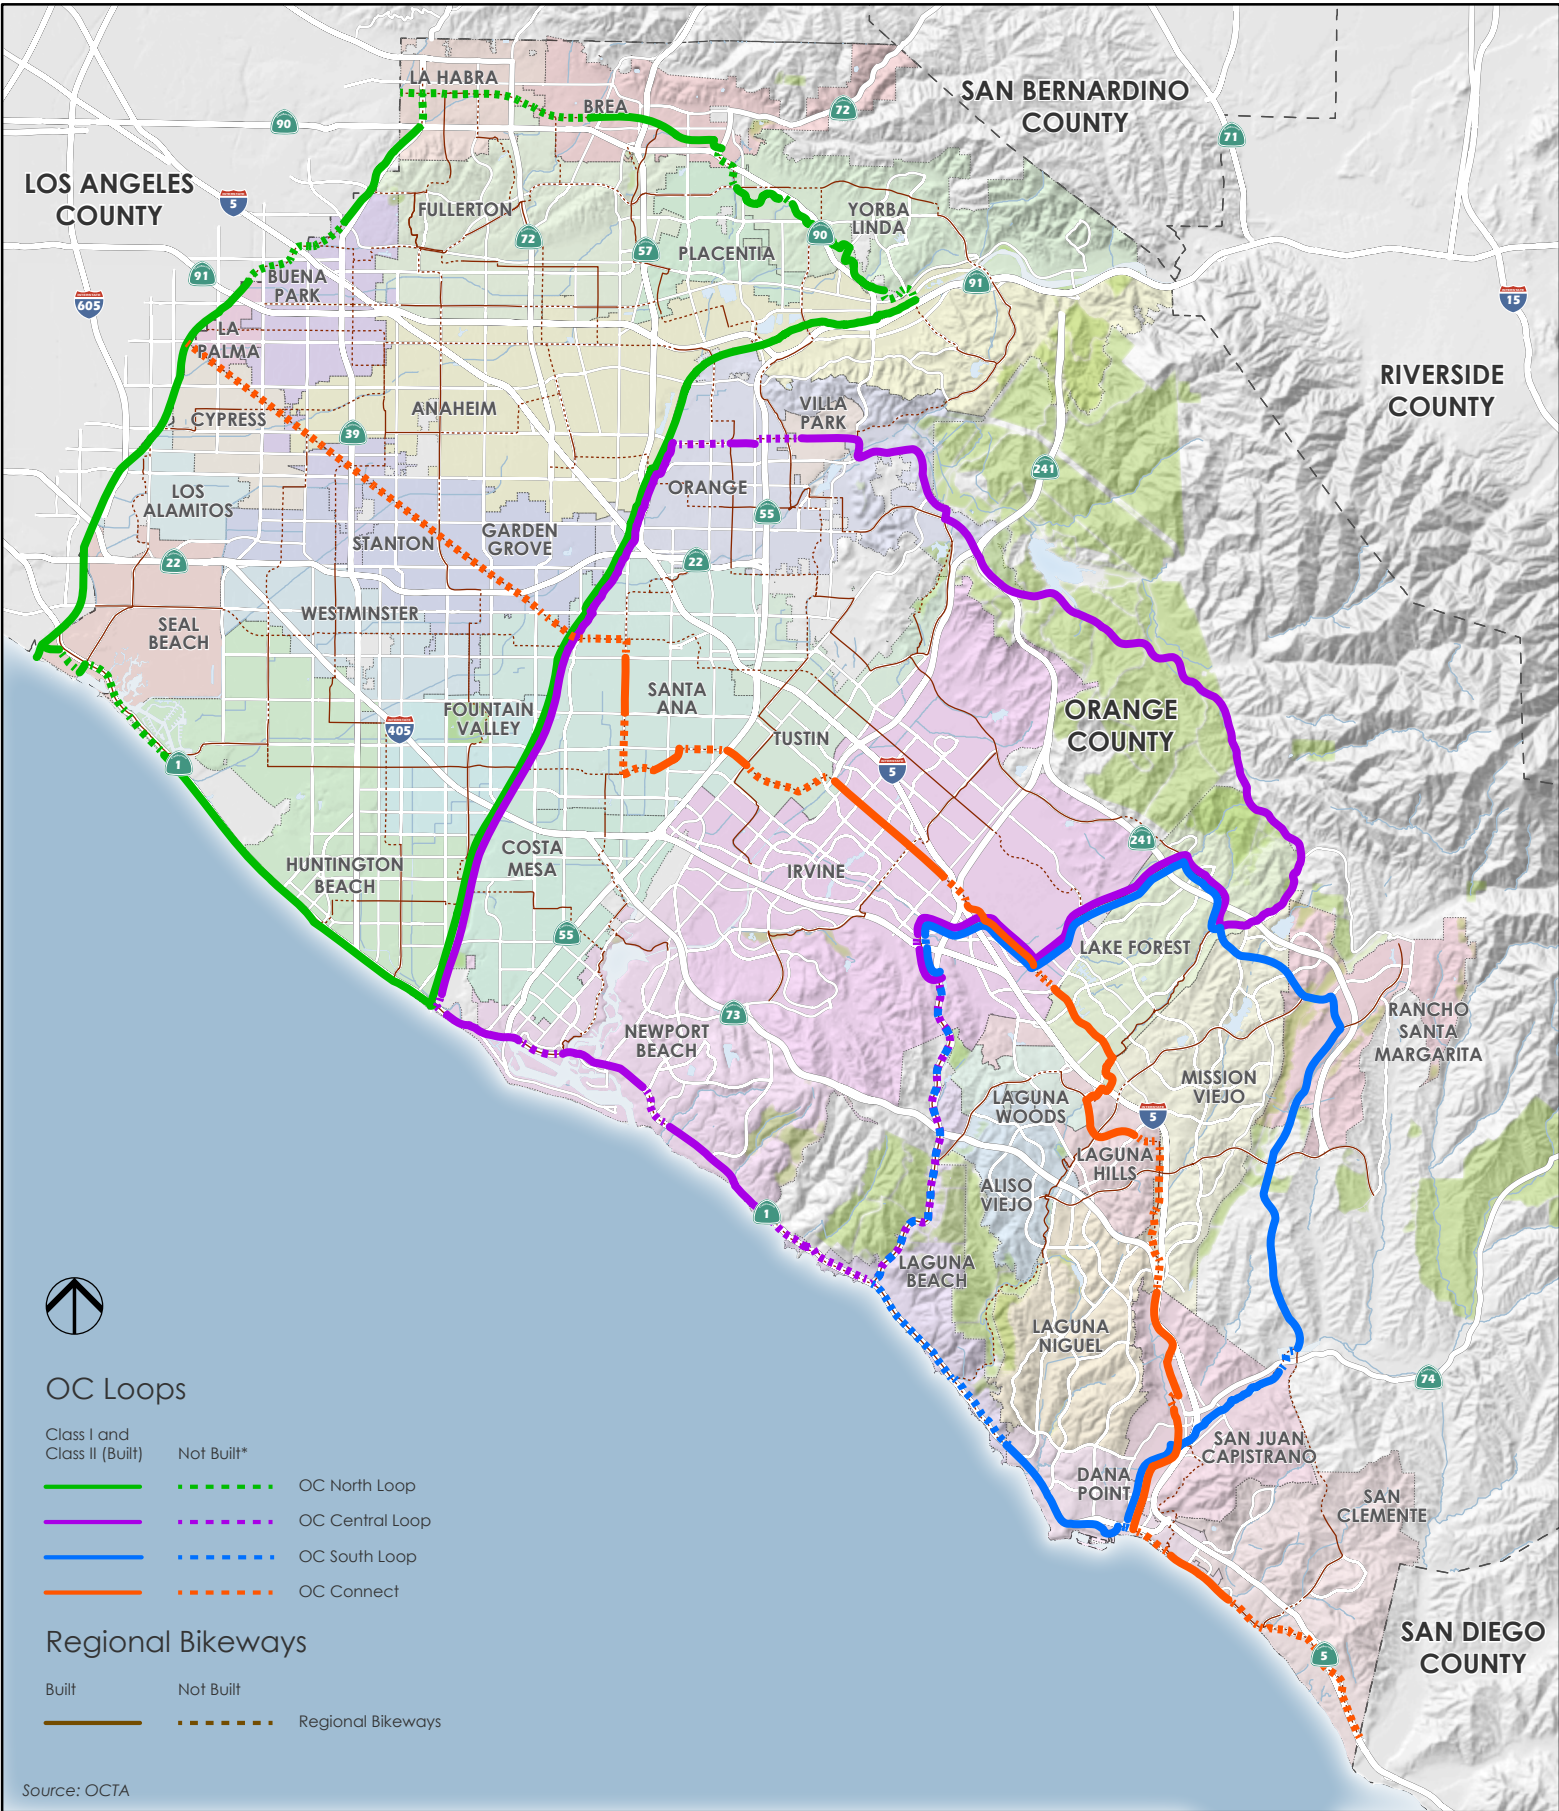 LA HABRA
BREA
72
SAN BERNARDINO
COUNTY
90
71
LOS ANGELES
COUNTY
5
FULLERTON
72
57
PLACENTIA
YORBA
LINDA
90
91
BUENA
PARK
91
605
15
LA
PALMA
RIVERSIDE
COUNTY
CYPRESS
ANAHEIM
39
VILLA
PARK
241
LOS
ALAMITOS
ORANGE
55
STANTON
GARDEN
GROVE
22
22
WESTMINSTER
SEAL
BEACH
SANTA
ANA
FOUNTAIN
VALLEY
405
TUSTIN
ORANGE
COUNTY
1
5
241
HUNTINGTON
BEACH
COSTA
MESA
IRVINE
55
LAKE FOREST
73
NEWPORT
BEACH
RANCHO
SANTA
MARGARITA
MISSION
VIEJO
LAGUNA
WOODS
5
LAGUNA
HILLS
ALISO
VIEJO
1
LAGUNA
BEACH
LAGUNA
NIGUEL
74
SAN JUAN
CAPISTRANO
DANA
POINT
SAN
CLEMENTE
SAN DIEGO
COUNTY
5
OC Loops
Class I and
Class II (Built)
Not Built*
OC North Loop
OC Central Loop
OC South Loop
OC Connect
Regional Bikeways
Built
Not Built
Regional Bikeways
Source: OCTA